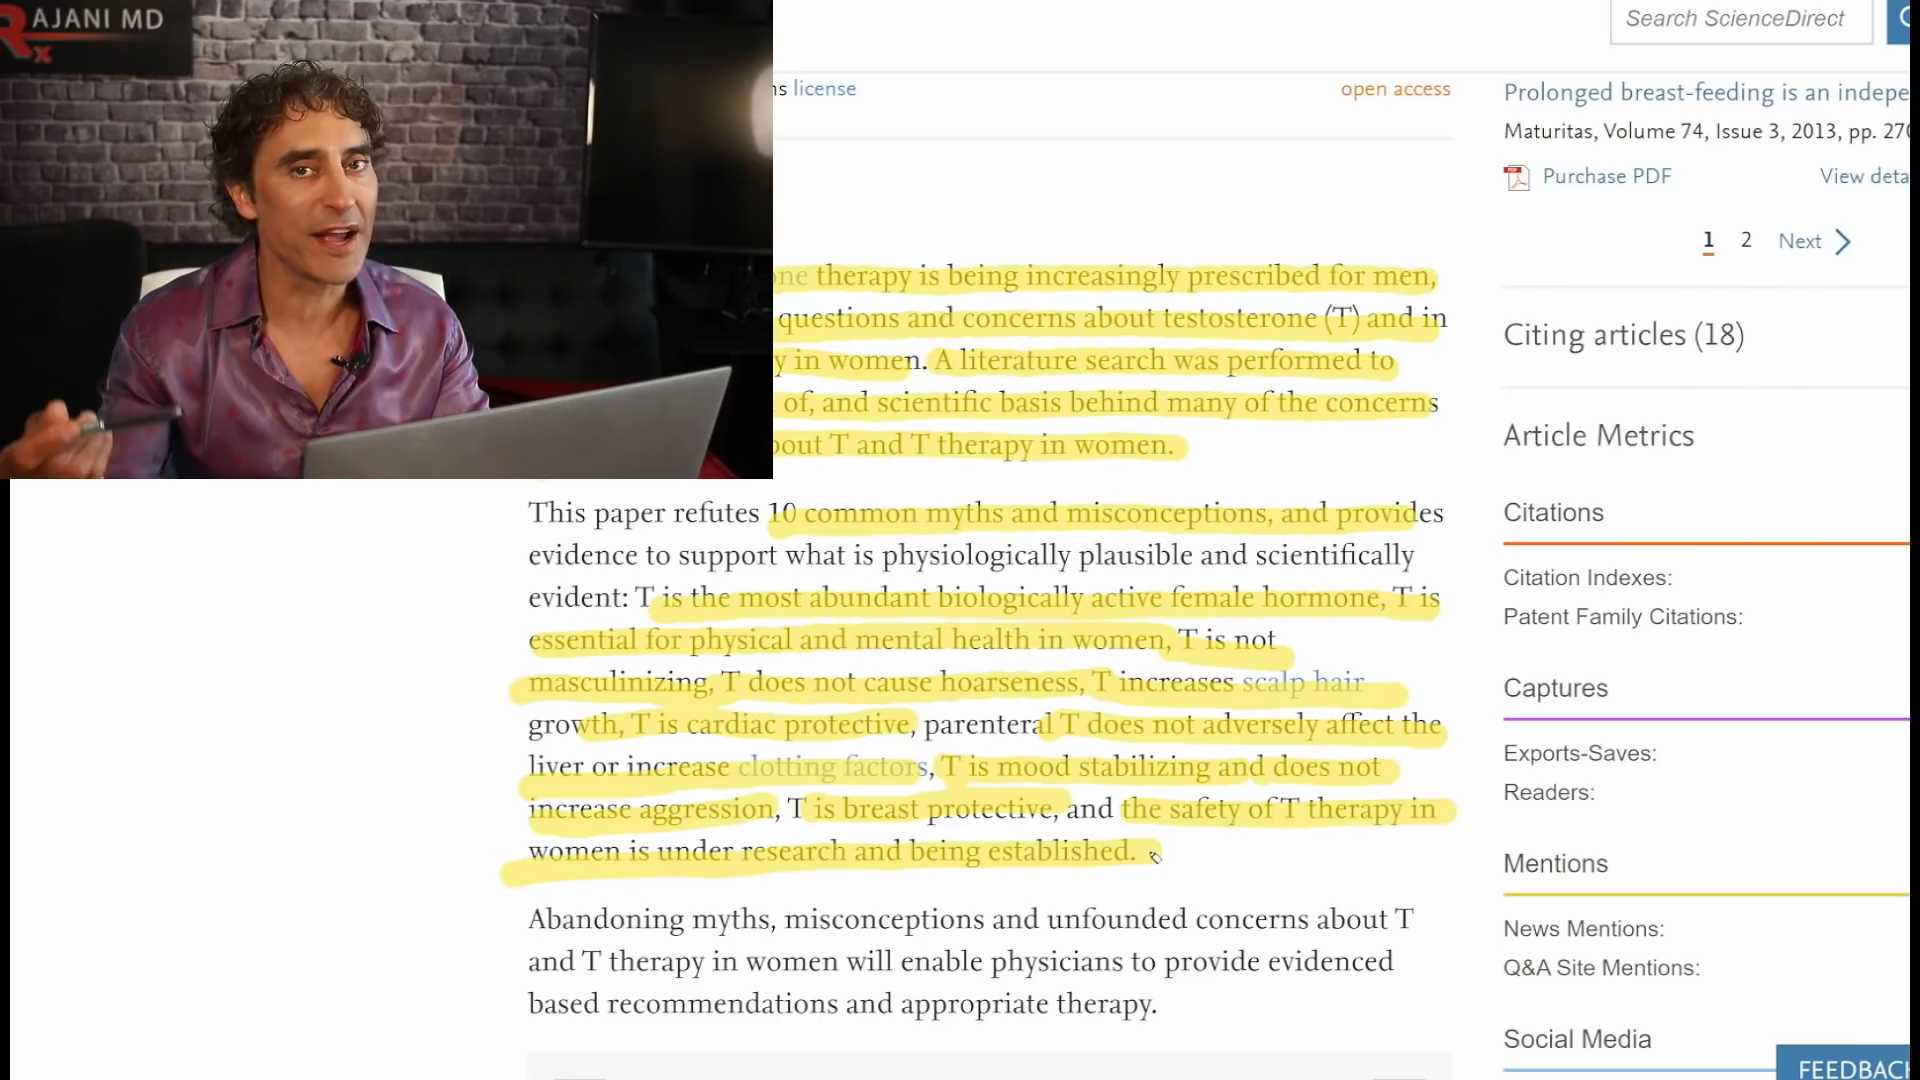 AJANI MD
Rx
Search ScienceDirect
ns license
open access
Prolonged breast-feeding is an indepe
Maturitas, Volume 74, Issue 3, 2013, pp. 270
Purchase PDF
View deta
1 2 Next
ne therapy is being increasingly prescribed for men,
questions and concerns about testosterone (T) and in
y in women. A literature search was performed to
of, and scientific basis behind many of the concerns
bout T and T therapy in women.
This paper refutes 10 common myths and misconceptions, and provides
evidence to support what is physiologically plausible and scientifically
evident: T is the most abundant biologically active female hormone, T is
essential for physical and mental health in women, T is not
masculinizing, T does not cause hoarseness, T increases scalp hair
growth, T is cardiac protective, parenteral T does not adversely affect the
liver or increase clotting factors, T is mood stabilizing and does not
increase aggression, T is breast protective, and the safety of T therapy in
women is under research and being established.
Abandoning myths, misconceptions and unfounded concerns about T
and T therapy in women will enable physicians to provide evidenced
based recommendations and appropriate therapy.
Citing articles (18)
Article Metrics
Citations
Citation Indexes:
Patent Family Citations:
Captures
Exports-Saves:
Readers:
Mentions
News Mentions:
Q&A Site Mentions:
Social Media
FEEDBACK